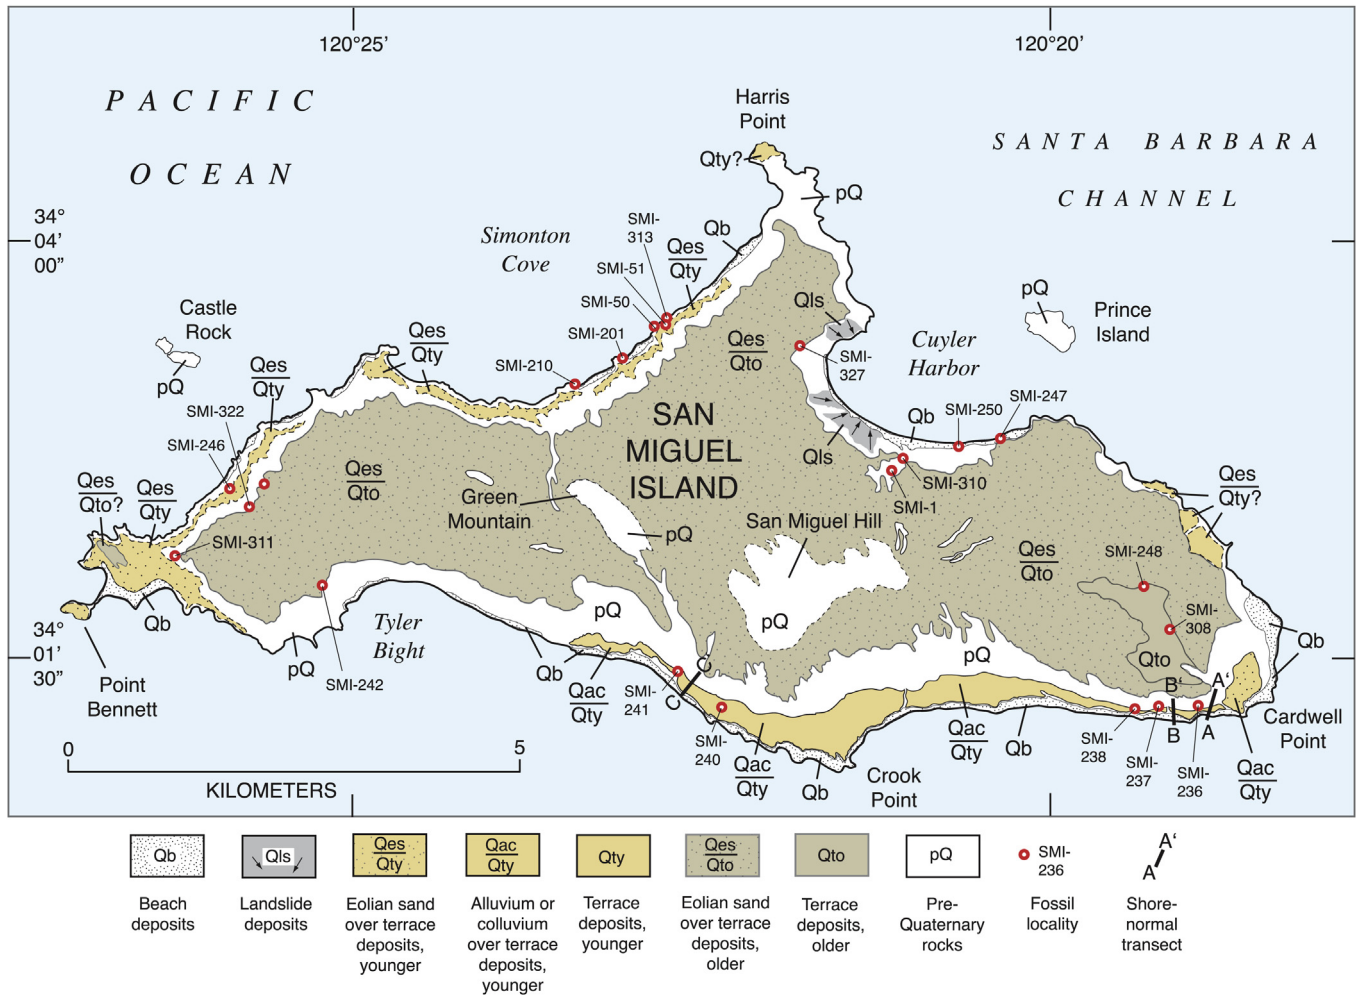 120°25'
120°20'
PACIFIC
OCEAN
Harris
Point
SANTA BARBARA
CHANNEL
Qty?
pQ
34°
04'
00”
SMI-
313
Qb
Simonton
Cove
Qes
Qty
SMI-51
SMI-50
SMI-201
SMI-210
Castle
Rock
pQ
Qes
Qty
Qes
Qty
SMI-322
SMI-246
Qes
Qto?
Qes
Qty
SMI-311
Qls
Qes
Qto
SMI-
327
Cuyler
Harbor
pQ
Prince
Island
Qb
SMI-250
SMI-247
Qls
SMI-310
SMI-1
SAN
MIGUEL
ISLAND
Qes
Qto
Green
Mountain
pQ
San Miguel Hill
pQ
Qes
Qto
Qes
Qty?
SMI-248
SMI-
308
Qto
Qb
34°
01'
30”
Qb
Point
Bennett
pQ
Tyler
Bight
SMI-242
pQ
Qb
Qac
Qty
SMI-
241
C'
C
SMI-
240
Qac
Qty
Qb
Crook
Point
pQ
Qac
Qty
Qb
SMI-
238
SMI-
237
B'
B
SMI-
236
A'
A
Qac
Qty
Cardwell
Point
0
5
KILOMETERS
Qb
Qls
Qes
Qty
Qac
Qty
Qty
Qes
Qto
Qto
pQ
SMI-
236
A'
A
Beach
deposits
Landslide
deposits
Eolian sand
over terrace
deposits,
younger
Alluvium or
colluvium
over terrace
deposits,
younger
Terrace
deposits,
younger
Eolian sand
over terrace
deposits,
older
Terrace
deposits,
older
Pre-
Quaternary
rocks
Fossil
locality
Shore-
normal
transect